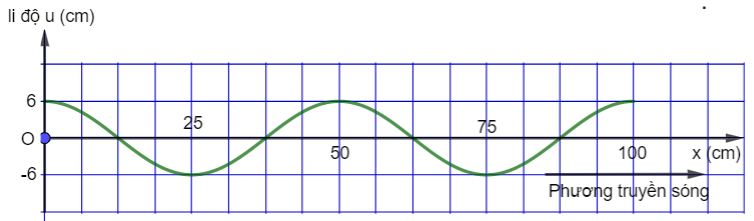 li độ u (cm)
6
25
75
O
50
100
x (cm)
-6
Phương truyền sóng